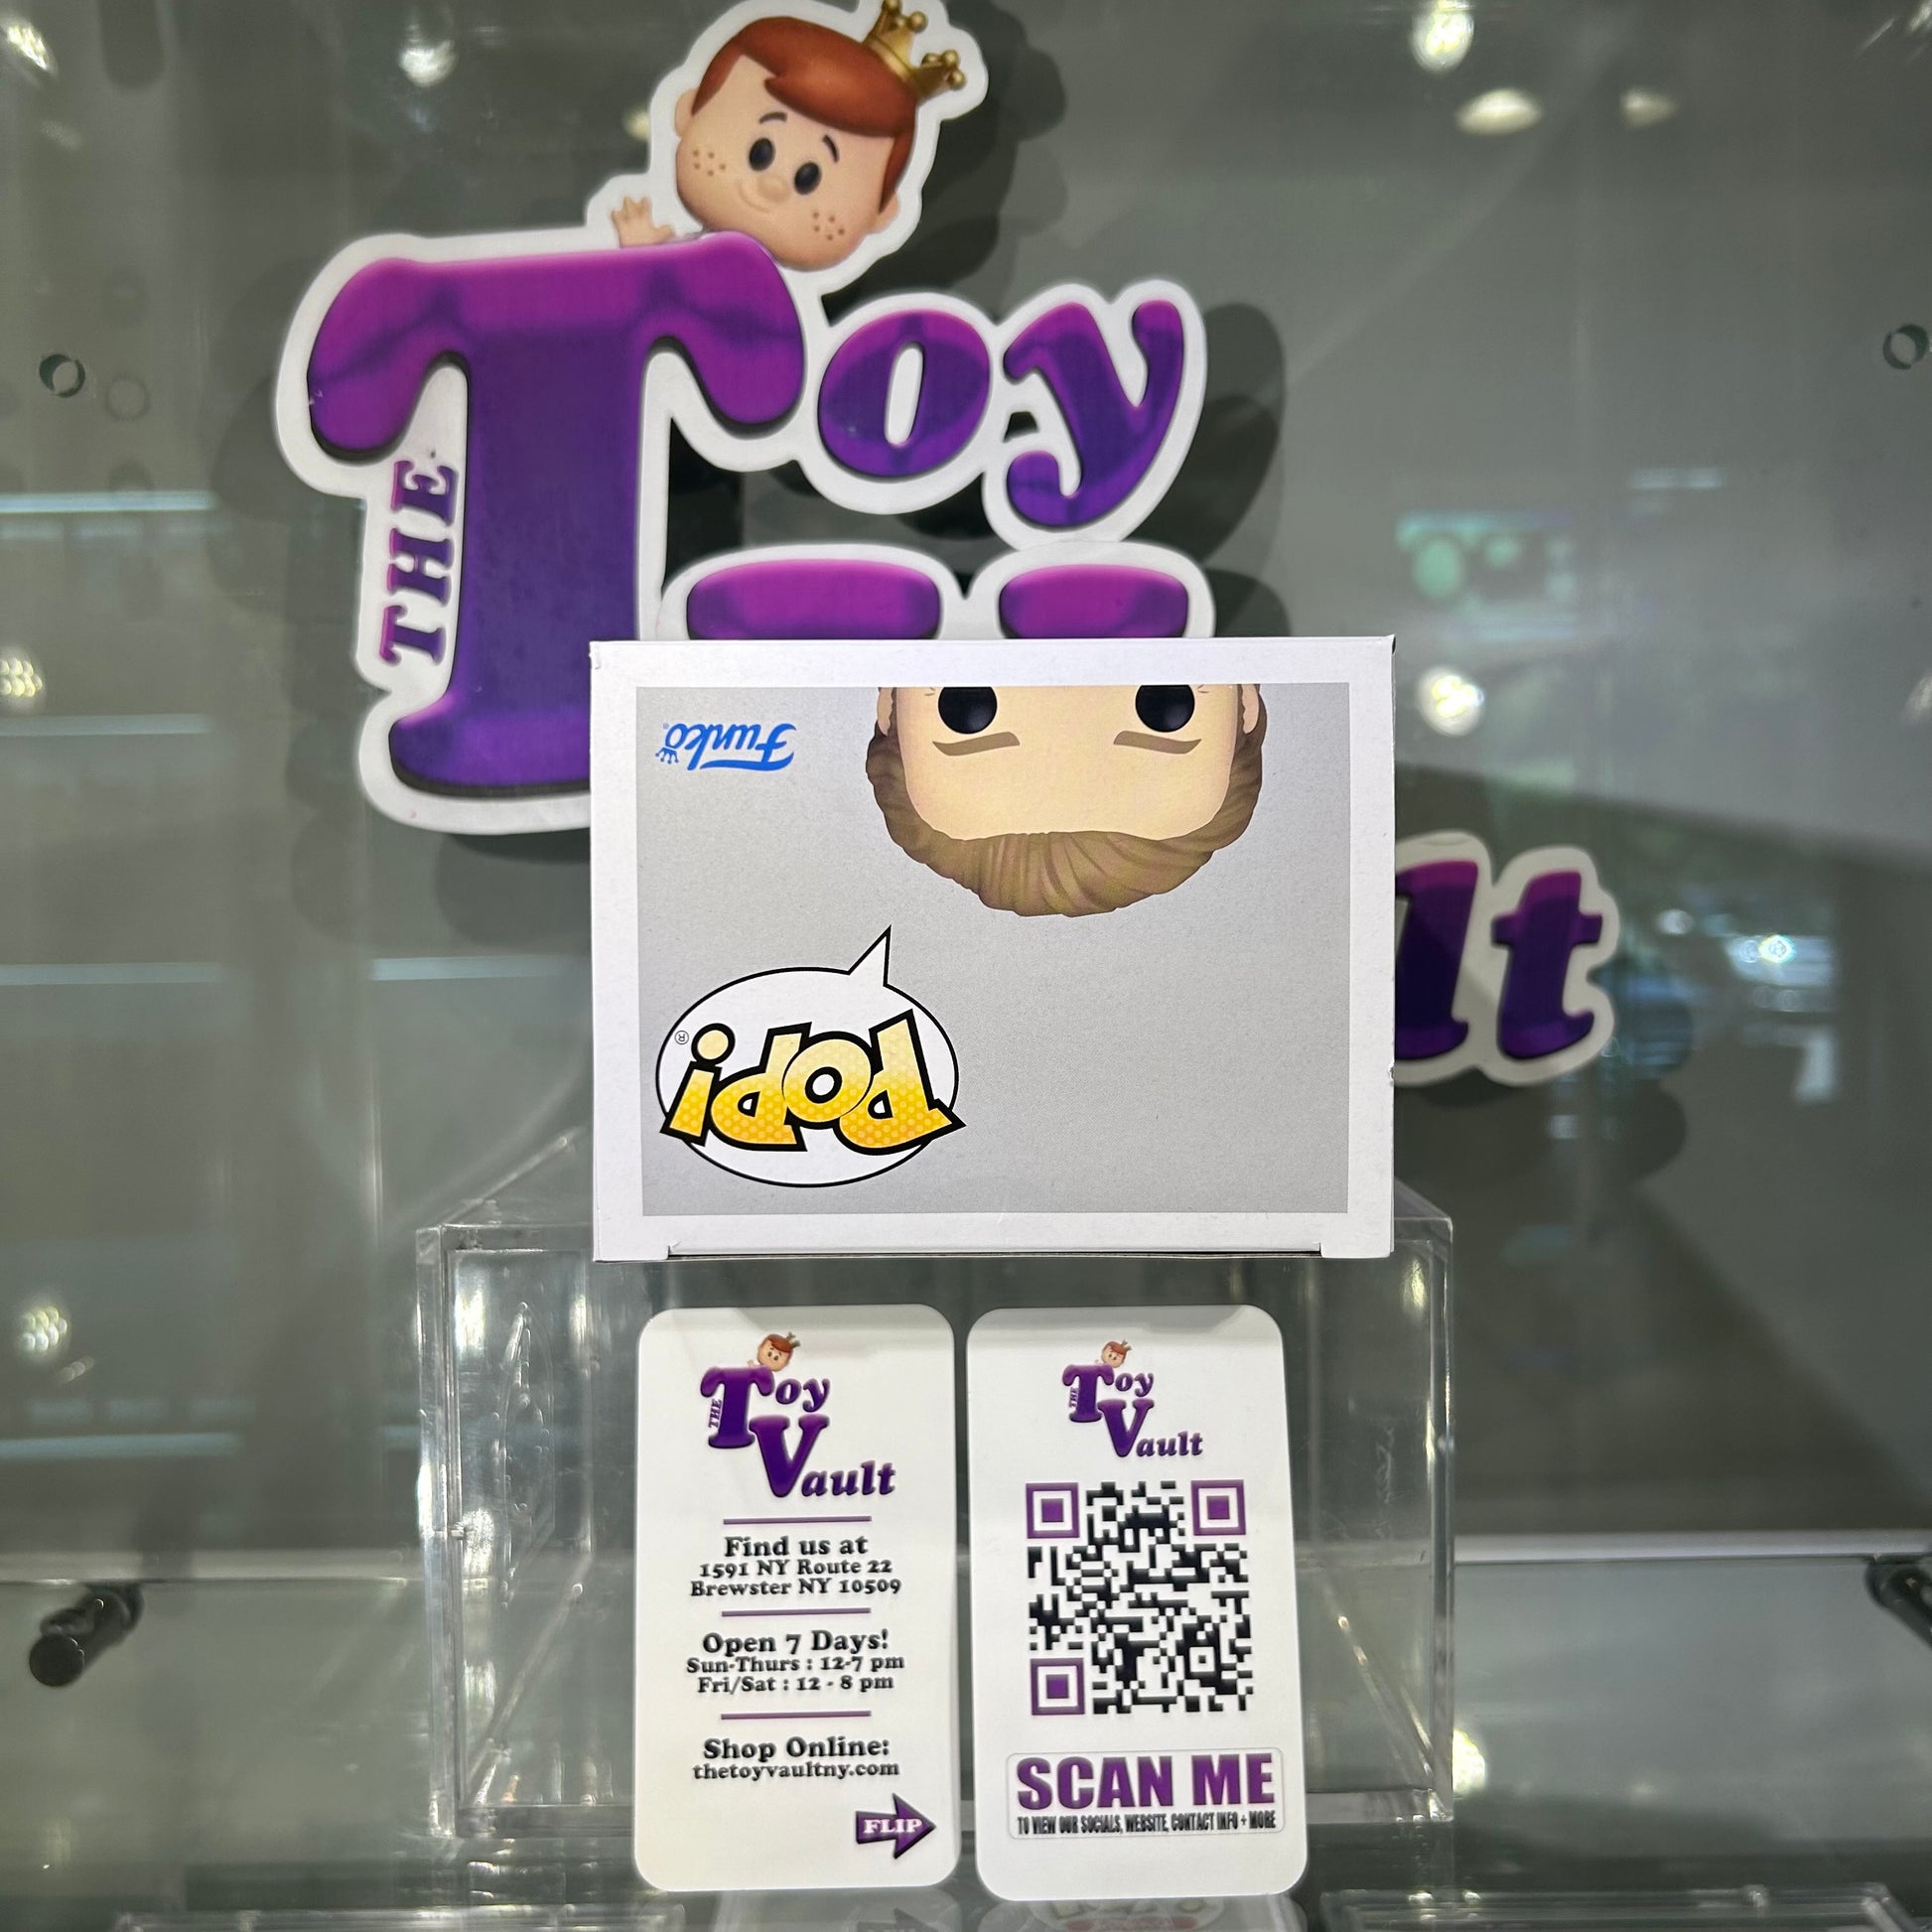 THE Toy
lt
Funko
POP!
®
THE Toy
Vault
Find us at
1591 NY Route 22
Brewster NY 10509
Open 7 Days!
Sun-Thurs : 12-7 pm
Fri/Sat : 12 - 8 pm
Shop Online:
thetoyvaultny.com
FLIP
THE Toy
Vault
SCAN ME
TO VIEW OUR SOCIALS, WEBSITE, CONTACT INFO + MORE